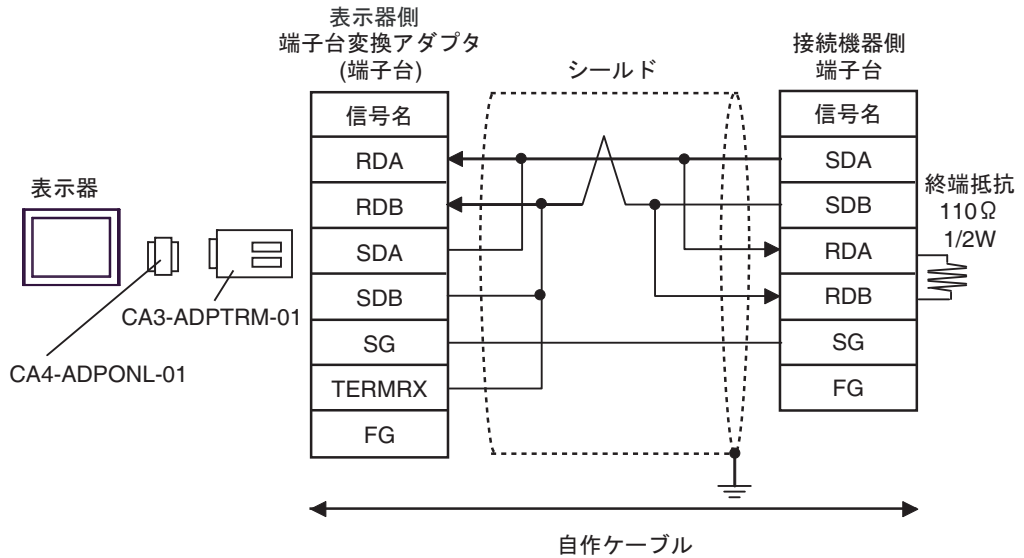 表示器側
端子台変換アダプタ
(端子台)
シールド
接続機器側
端子台
信号名
RDA
RDB
SDA
SDB
SG
TERMRX
FG
信号名
SDA
SDB
RDA
RDB
SG
FG
終端抵抗
110Ω
1/2W
表示器
CA3-ADPTRM-01
CA4-ADPONL-01
自作ケーブル